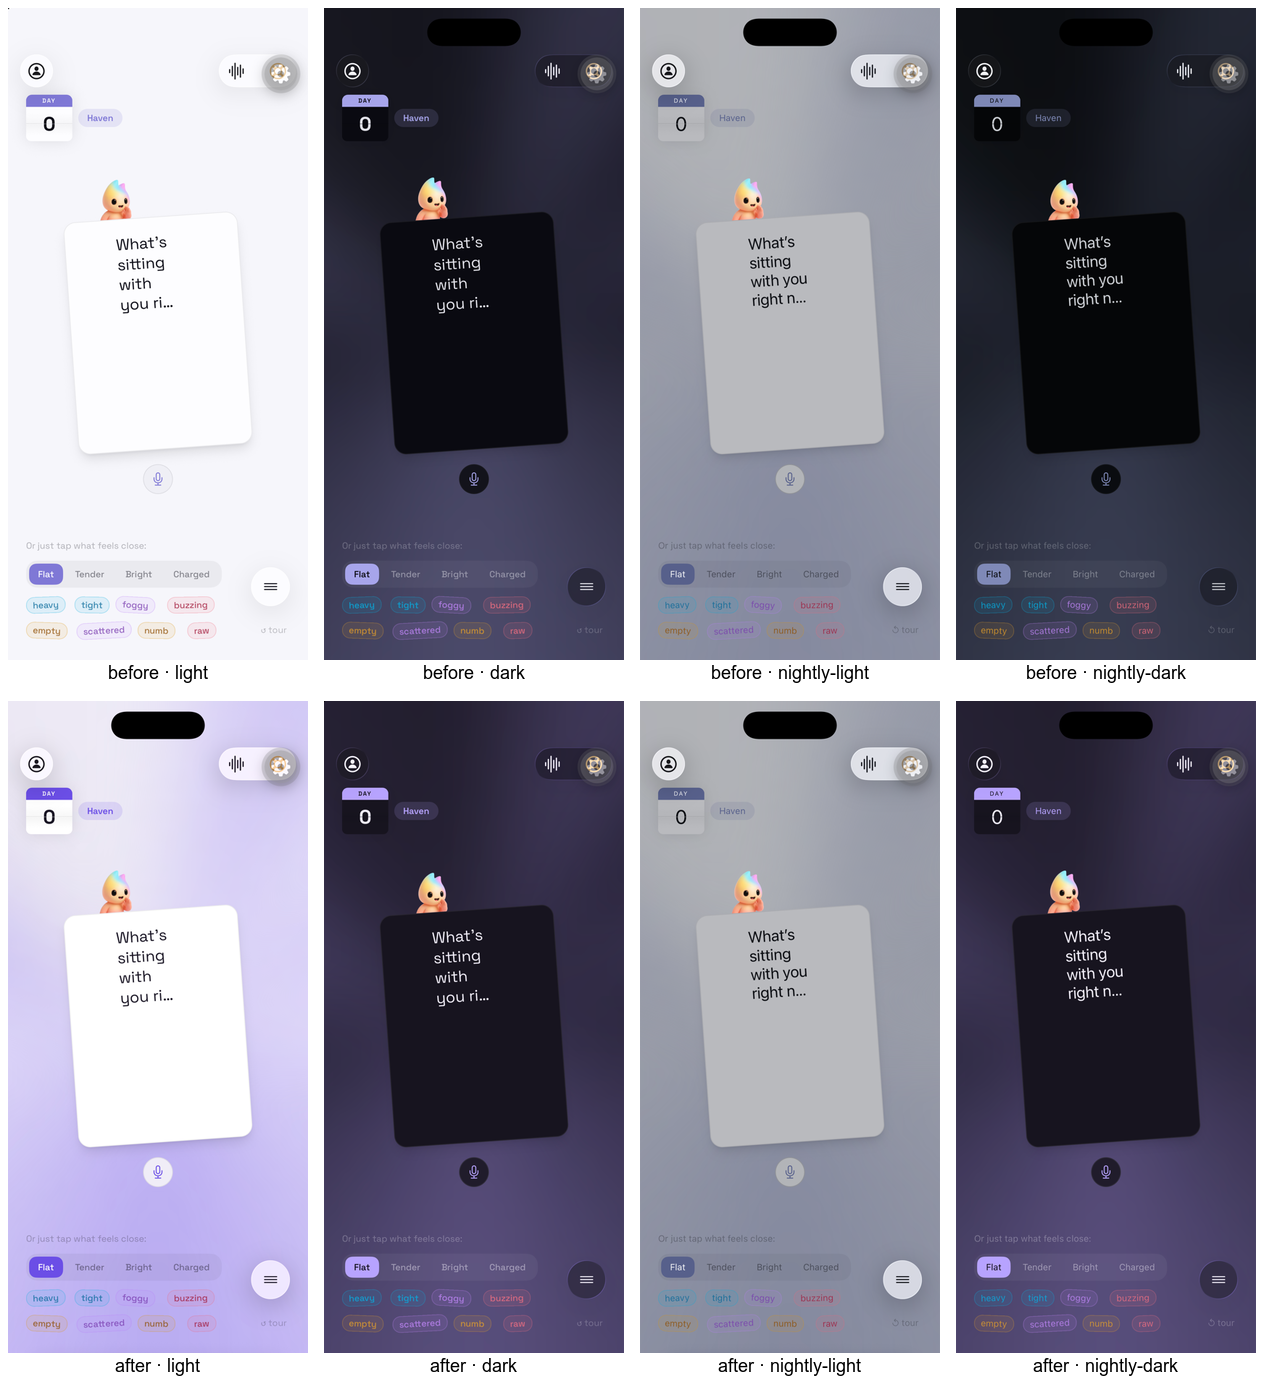 DAY
0
Haven
What's
sitting
with
you ri...
Or just tap what feels close:
Flat Tender Bright Charged
heavy tight foggy buzzing
empty scattered numb raw
↺ tour
before · light
DAY
0
Haven
What's
sitting
with
you ri...
Or just tap what feels close:
Flat Tender Bright Charged
heavy tight foggy buzzing
empty scattered numb raw
↺ tour
before · dark
DAY
0
Haven
What's
sitting
with you
right n...
Or just tap what feels close:
Flat Tender Bright Charged
heavy tight foggy buzzing
empty scattered numb raw
↺ tour
before · nightly-light
DAY
0
Haven
What's
sitting
with you
right n...
Or just tap what feels close:
Flat Tender Bright Charged
heavy tight foggy buzzing
empty scattered numb raw
↺ tour
before · nightly-dark
DAY
0
Haven
What's
sitting
with
you ri...
Or just tap what feels close:
Flat Tender Bright Charged
heavy tight foggy buzzing
empty scattered numb raw
↺ tour
after · light
DAY
0
Haven
What's
sitting
with
you ri...
Or just tap what feels close:
Flat Tender Bright Charged
heavy tight foggy buzzing
empty scattered numb raw
↺ tour
after · dark
DAY
0
Haven
What's
sitting
with you
right n...
Or just tap what feels close:
Flat Tender Bright Charged
heavy tight foggy buzzing
empty scattered numb raw
↺ tour
after · nightly-light
DAY
0
Haven
What's
sitting
with you
right n...
Or just tap what feels close:
Flat Tender Bright Charged
heavy tight foggy buzzing
empty scattered numb raw
↺ tour
after · nightly-dark